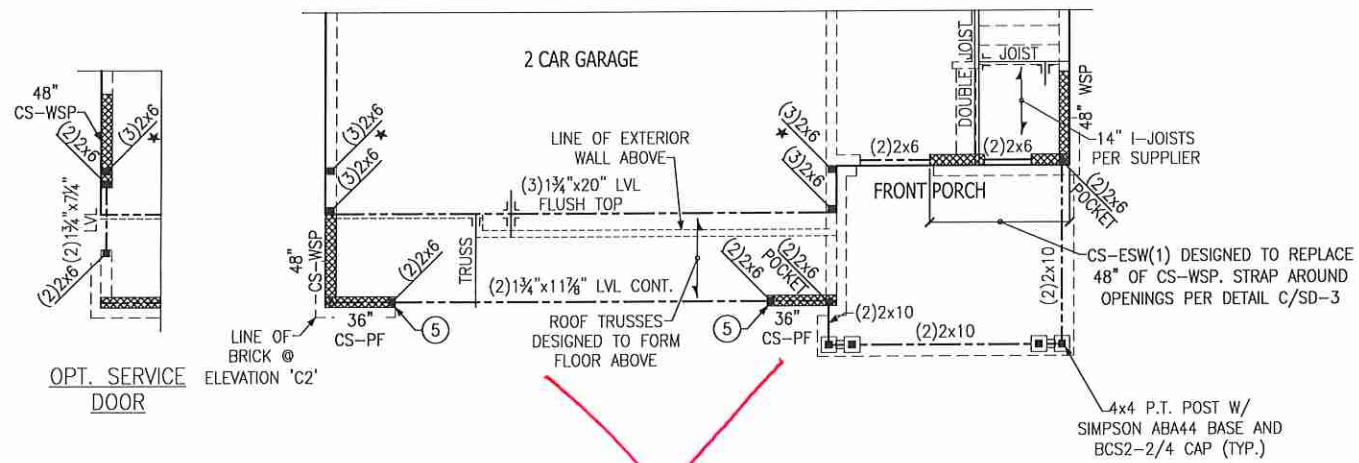 48"
CS-WSP
(2)2x6
(3)2x6
★
(2)1¾"x7¼"
LVL
(2)2x6
OPT. SERVICE
DOOR
2 CAR GARAGE
(3)2x6
★
(3)2x6
LINE OF EXTERIOR
WALL ABOVE
(3)1¾"x20" LVL
FLUSH TOP
★
(3)2x6
(3)2x6
48"
CS-WSP
(2)2x6
TRUSS
(2)1¾"x11⅞" LVL CONT.
(2)2x6
(2)2x6
POCKET
36"
CS-PF
5
LINE OF
BRICK @
ELEVATION 'C2'
ROOF TRUSSES
DESIGNED TO FORM
FLOOR ABOVE
5
36"
CS-PF
DOUBLE JOIST
JOIST
48" WSP
14" I-JOISTS
PER SUPPLIER
(2)2x6
(2)2x6
FRONT PORCH
(2)2x6
POCKET
CS-ESW(1) DESIGNED TO REPLACE
48" OF CS-WSP. STRAP AROUND
OPENINGS PER DETAIL C/SD-3
(2)2x10
(2)2x10
(2)2x10
4x4 P.T. POST W/
SIMPSON ABA44 BASE AND
BCS2-2/4 CAP (TYP.)